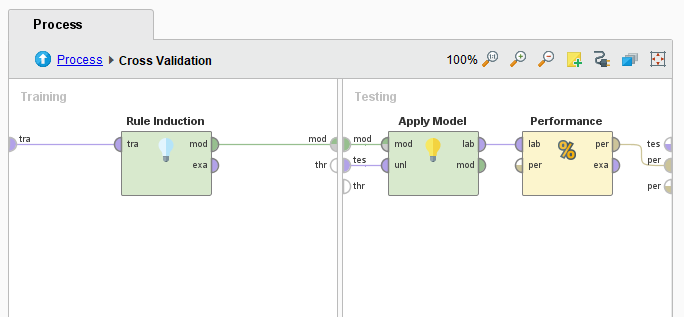 Process
Process Cross Validation 100%
Training
Testing
Rule Induction
Apply Model
Performance
tra tra mod mod mod mod lab lab per tes
exa thr tes unl mod per exa per
thr per